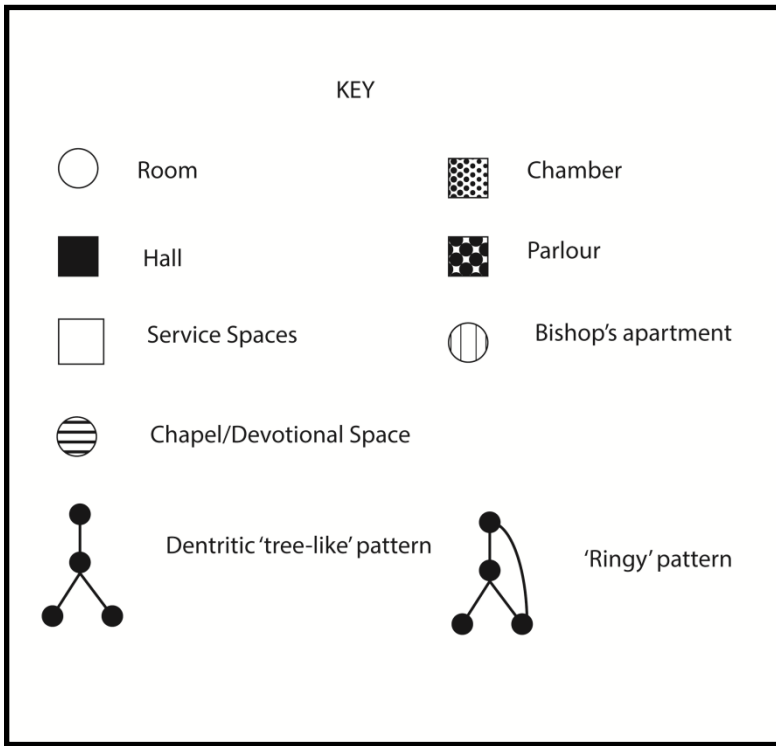 KEY
Room
Chamber
Hall
Parlour
Service Spaces
Bishop’s apartment
Chapel/Devotional Space
Dentritic ‘tree-like’ pattern
‘Ringy’ pattern